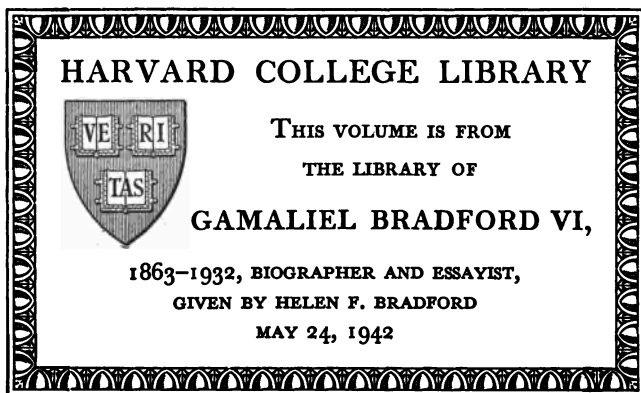 HARVARD COLLEGE LIBRARY
VE RI
TAS
THIS VOLUME IS FROM
THE LIBRARY OF
GAMALIEL BRADFORD VI,
1863–1932, BIOGRAPHER AND ESSAYIST,
GIVEN BY HELEN F. BRADFORD
MAY 24, 1942